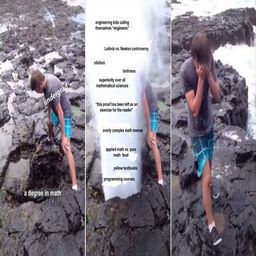 undergrad
a degree in math
engineering kids calling
themselves "engineers"
Leibniz vs. Newton controversy
nihilism
loneliness
superiority over all
mathematical sciences
"this proof has been left as an
exercise for the reader"
overly complex math memes
applied math vs. pure
math feud
yellow textbooks
programming courses